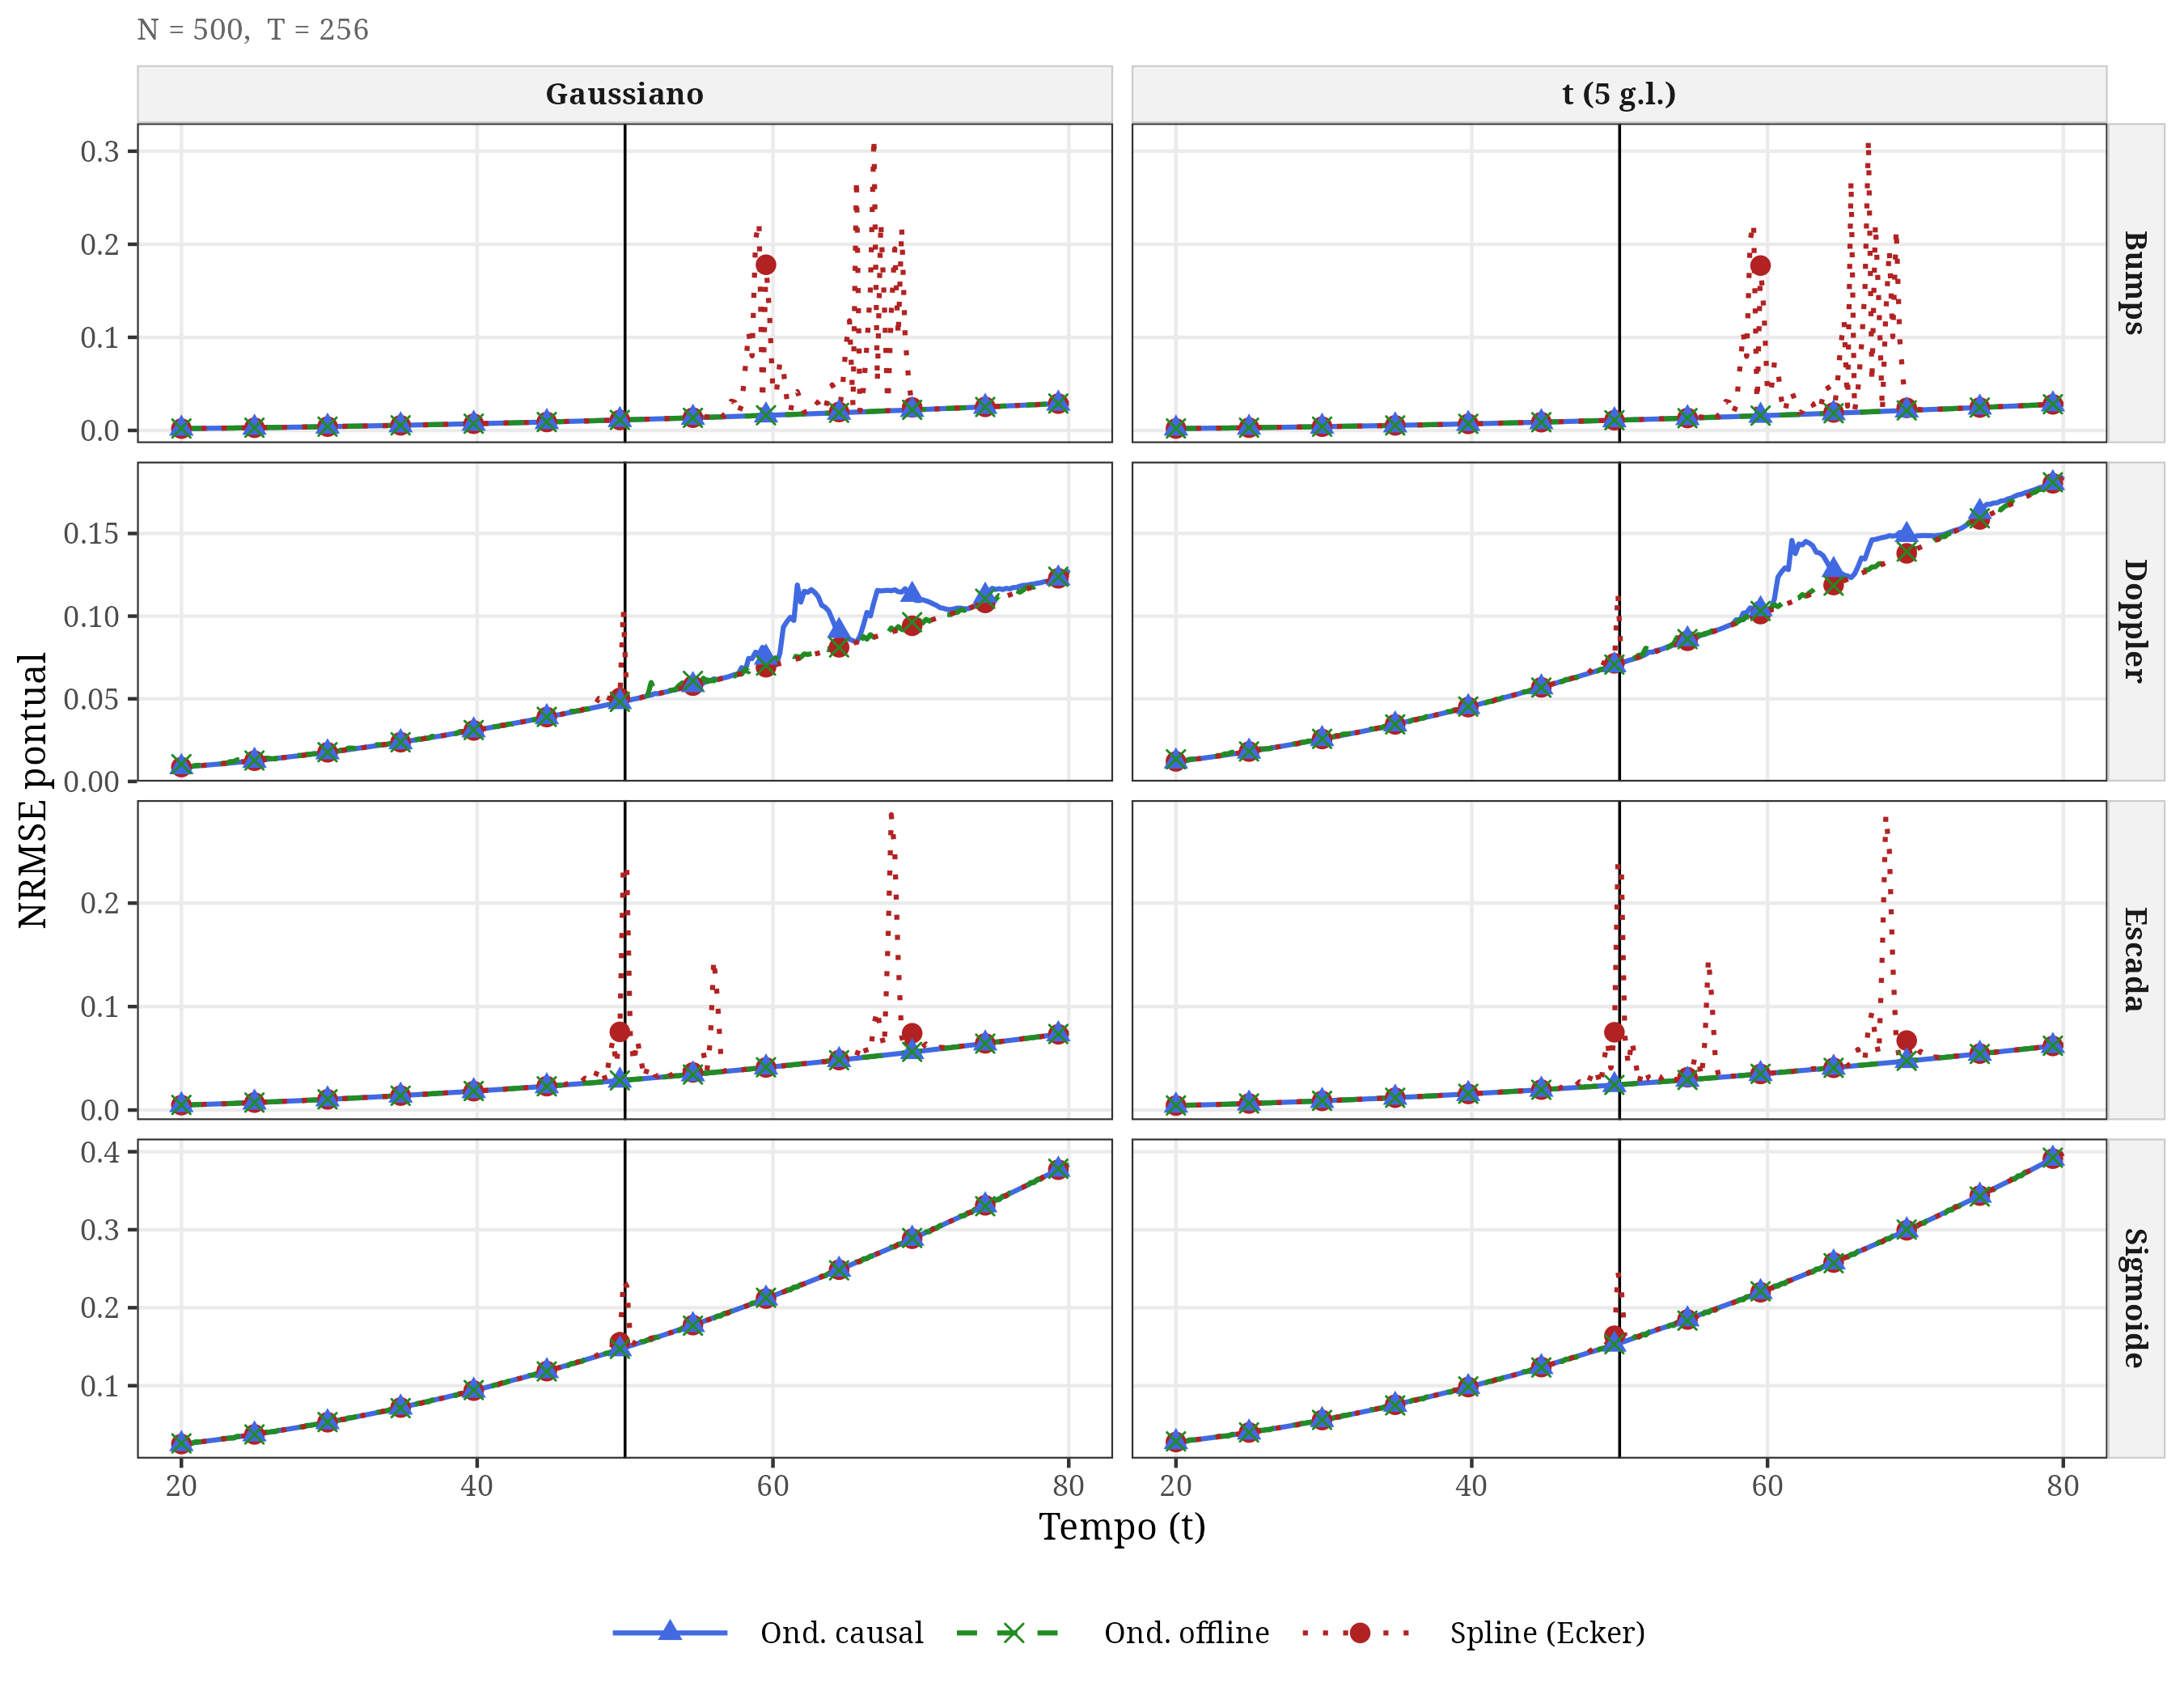 N = 500,  T = 256
Gaussiano
t (5 g.l.)
0.3
0.2
0.1
0.0
Bumps
0.15
0.10
0.05
0.00
Doppler
0.2
0.1
0.0
Escada
0.4
0.3
0.2
0.1
Sigmoide
NRMSE pontual
20 40 60 80 20 40 60 80
Tempo (t)
Ond. causal Ond. offline Spline (Ecker)